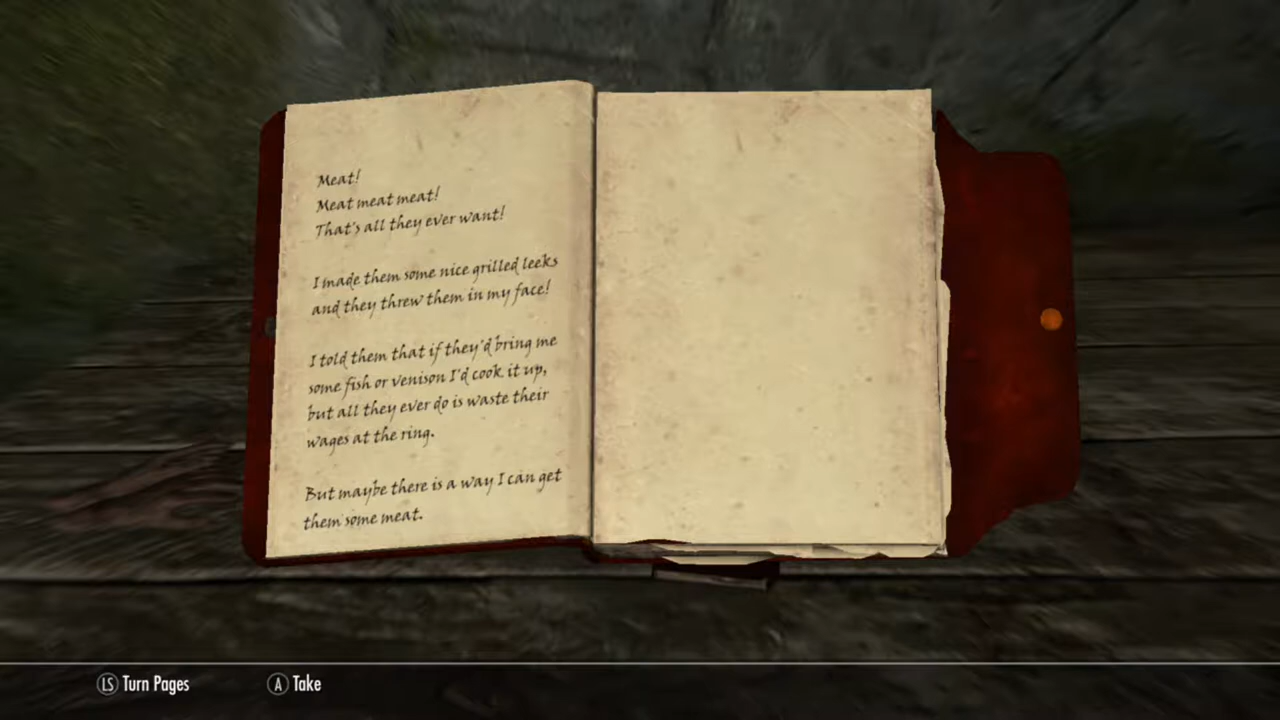 Meat!
Meat meat meat!
That's all they ever want!
I made them some nice grilled leeks
and they threw them in my face!
I told them that if they'd bring me
some fish or venison I'd cook it up,
but all they ever do is waste their
wages at the ring.
But maybe there is a way I can get
them some meat.
LS Turn Pages
A Take